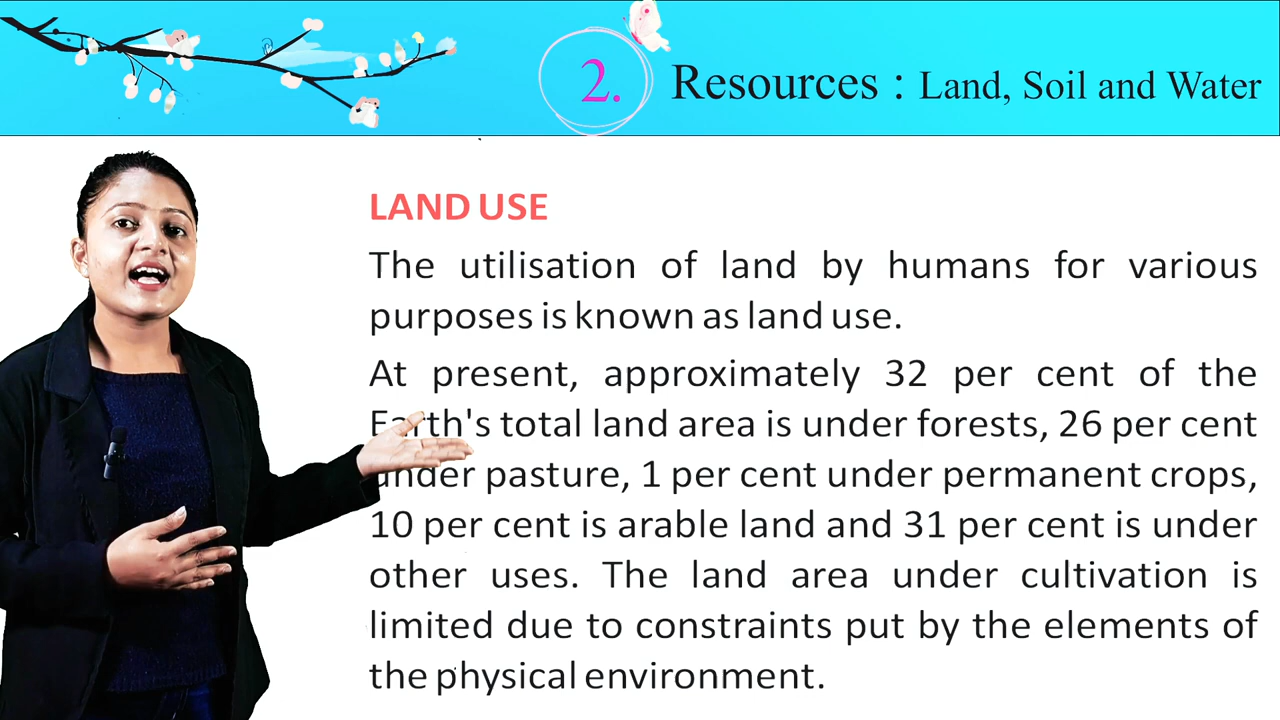 2. Resources : Land, Soil and Water
LAND USE
The utilisation of land by humans for various
purposes is known as land use.
At present, approximately 32 per cent of the
Earth's total land area is under forests, 26 per cent
under pasture, 1 per cent under permanent crops,
10 per cent is arable land and 31 per cent is under
other uses. The land area under cultivation is
limited due to constraints put by the elements of
the physical environment.